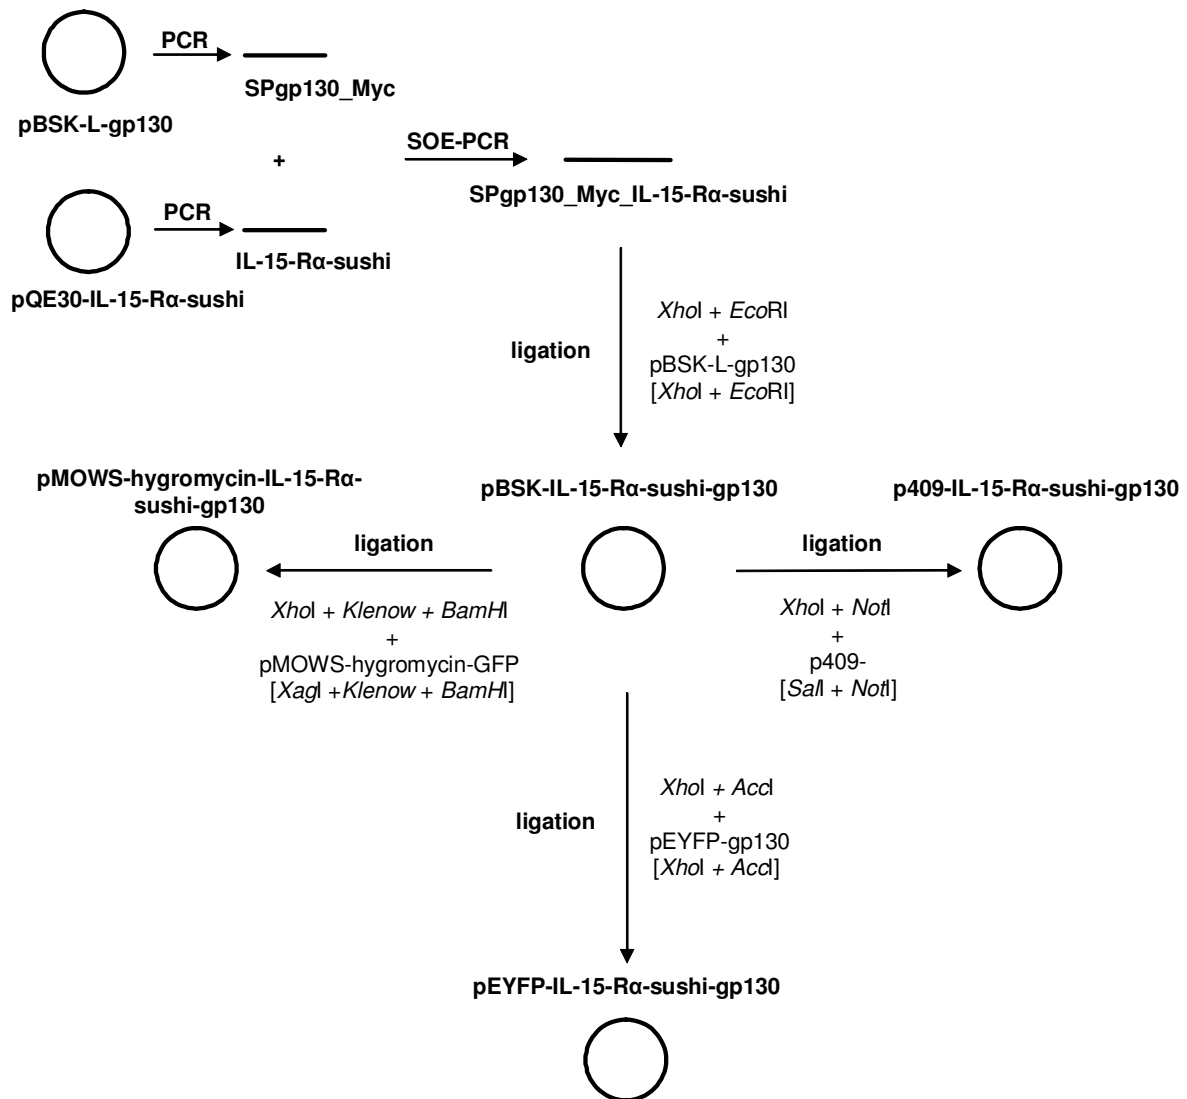 PCR
SPgp130_Myc
pBSK-L-gp130
+
SOE-PCR
SPgp130_Myc_IL-15-Rα-sushi
PCR
IL-15-Rα-sushi
pQE30-IL-15-Rα-sushi
ligation
XhoI + EcoRI
+
pBSK-L-gp130
[XhoI + EcoRI]
pMOWS-hygromycin-IL-15-Rα-
sushi-gp130
pBSK-IL-15-Rα-sushi-gp130
p409-IL-15-Rα-sushi-gp130
ligation
XhoI + Klenow + BamHI
+
pMOWS-hygromycin-GFP
[XagI +Klenow + BamHI]
ligation
XhoI + NotI
+
p409-
[SalI + NotI]
ligation
XhoI + AccI
+
pEYFP-gp130
[XhoI + AccI]
pEYFP-IL-15-Rα-sushi-gp130